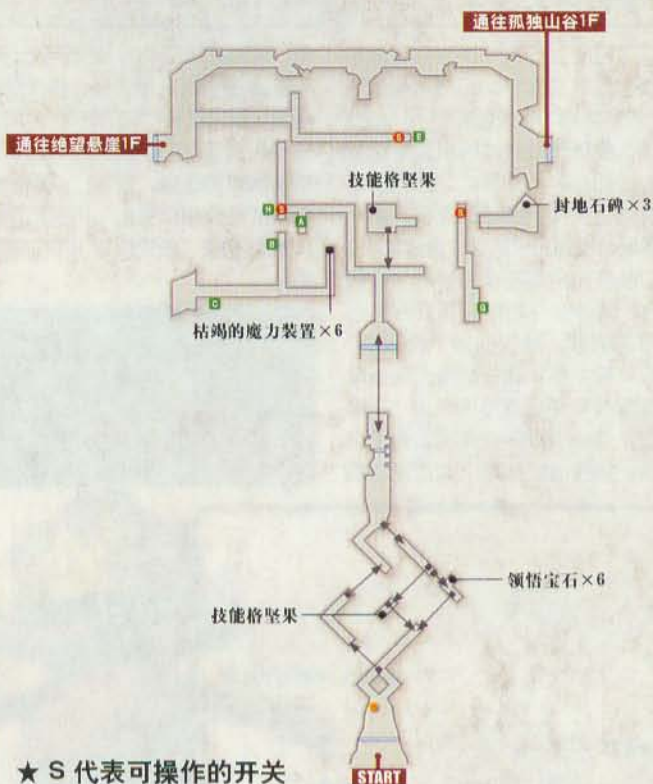 通往孤独山谷1F
通往绝望悬崖1F
S E
技能格坚果
封地石碑×3
H S
A
S
B
C
G
枯竭的魔力装置×6
领悟宝石×6
技能格坚果
START
★ S 代表可操作的开关